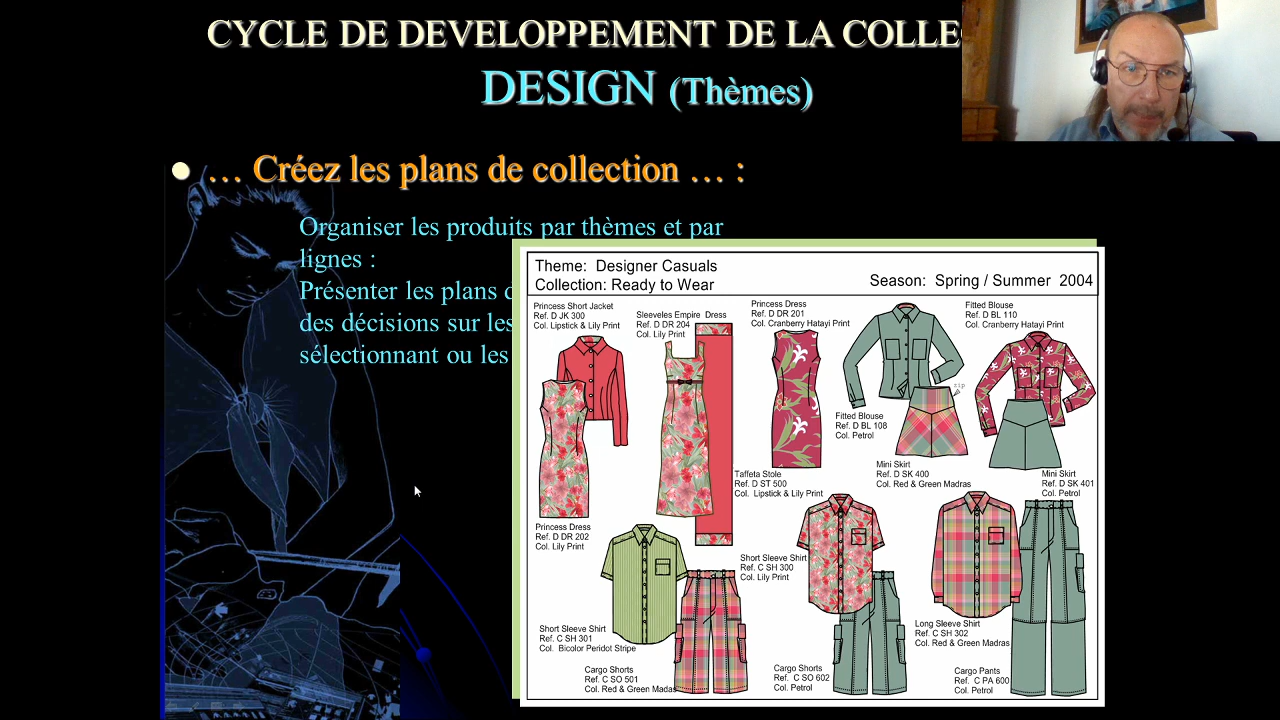 CYCLE DE DEVELOPPEMENT DE LA
DESIGN (Thèmes)
… Créez les plans de collection … :
Organiser les produits par thèmes et par
lignes :
Présenter les plans
des décisions sur les
sélectionnant ou les
Theme: Designer Casuals
Collection: Ready to Wear
Season: Spring / Summer 2004
Princess Short Jacket
Ref. D JK 300
Col. Lipstick & Lily Print
Sleeveles Empire Dress
Ref. D DR 204
Col. Lily Print
Princess Dress
Ref. D DR 201
Col. Cranberry Hatayi Print
Fitted Blouse
Ref. D BL 110
Col. Cranberry Hatayi Print
zip
Fitted Blouse
Ref. D BL 108
Col. Petrol
Mini Skirt
Ref. D SK 400
Col. Red & Green Madras
Mini Skirt
Ref. D SK 401
Col. Petrol
Taffeta Stole
Ref. D ST 500
Col. Lipstick & Lily Print
Princess Dress
Ref. D DR 202
Col. Lily Print
Short Sleeve Shirt
Ref. C SH 300
Col. Lily Print
Short Sleeve Shirt
Ref. C SH 301
Col. Bicolor Peridot Stripe
Long Sleeve Shirt
Ref. C SH 302
Col. Red & Green Madras
Cargo Shorts
Ref. C SO 501
Col. Red & Green Madas
Cargo Shorts
Ref. C SO 602
Col. Petrol
Cargo Pants
Ref. C PA 600
Col. Petrol